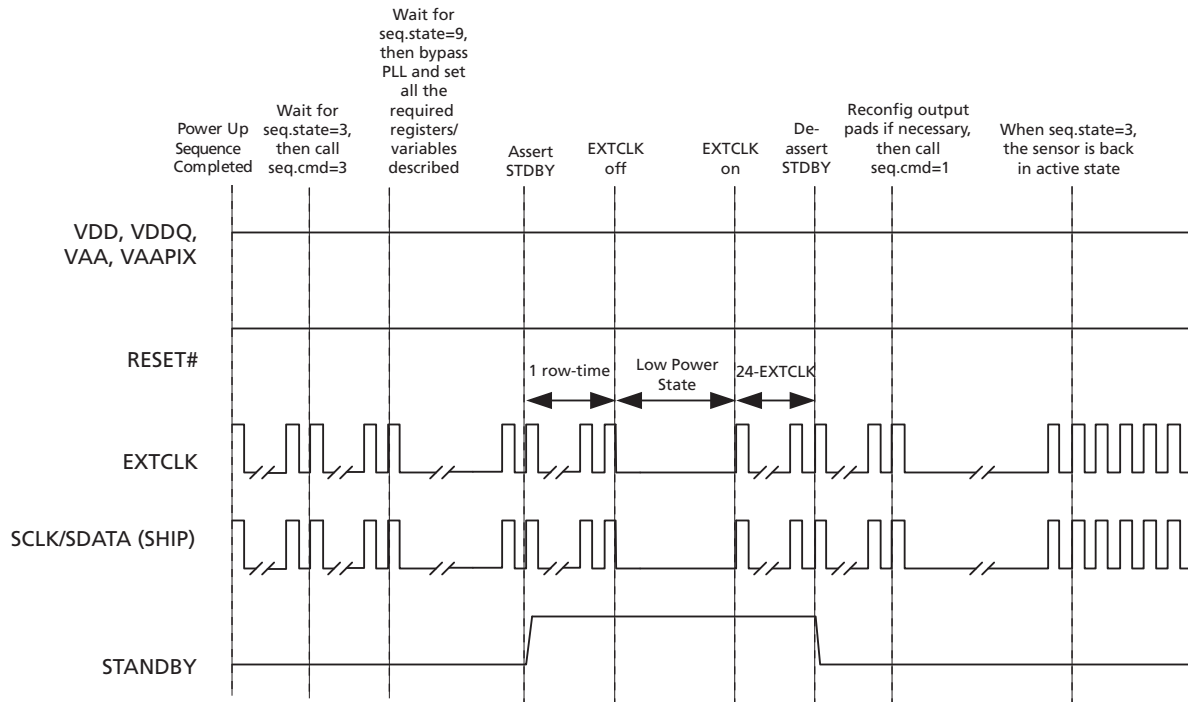 Wait for
seq.state=9,
then bypass
PLL and set
all the
required
registers/
variables
described
Power Up
Sequence
Completed
Wait for
seq.state=3,
then call
seq.cmd=3
Assert
STDBY
EXTCLK
off
EXTCLK
on
De-
assert
STDBY
Reconfig output
pads if necessary,
then call
seq.cmd=1
When seq.state=3,
the sensor is back
in active state
VDD, VDDQ,
VAA, VAAPIX
RESET#
1 row-time
Low Power
State
24-EXTCLK
EXTCLK
SCLK/SDATA (SHIP)
STANDBY